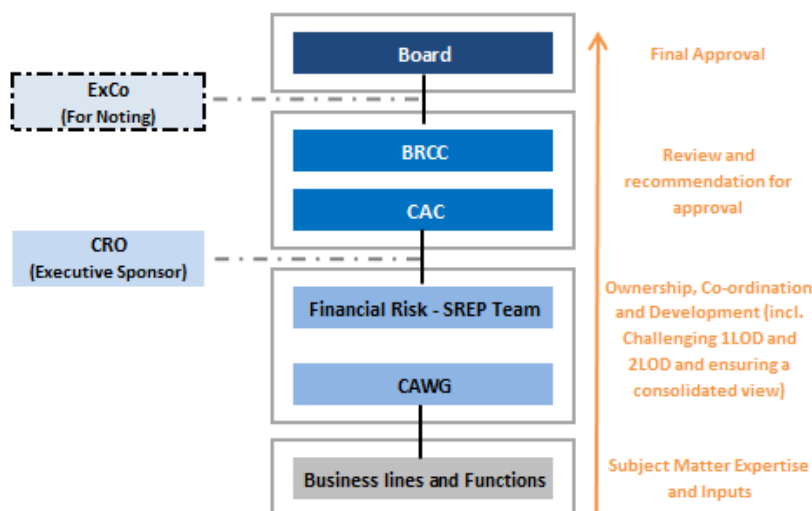 Board
Final Approval
ExCo
(For Noting)
BRCC
CAC
Review and
recommendation for
approval
CRO
(Executive Sponsor)
Financial Risk - SREP Team
CAWG
Ownership, Co-ordination
and Development (incl.
Challenging 1LOD and
2LOD and ensuring a
consolidated view)
Business lines and Functions
Subject Matter Expertise
and Inputs